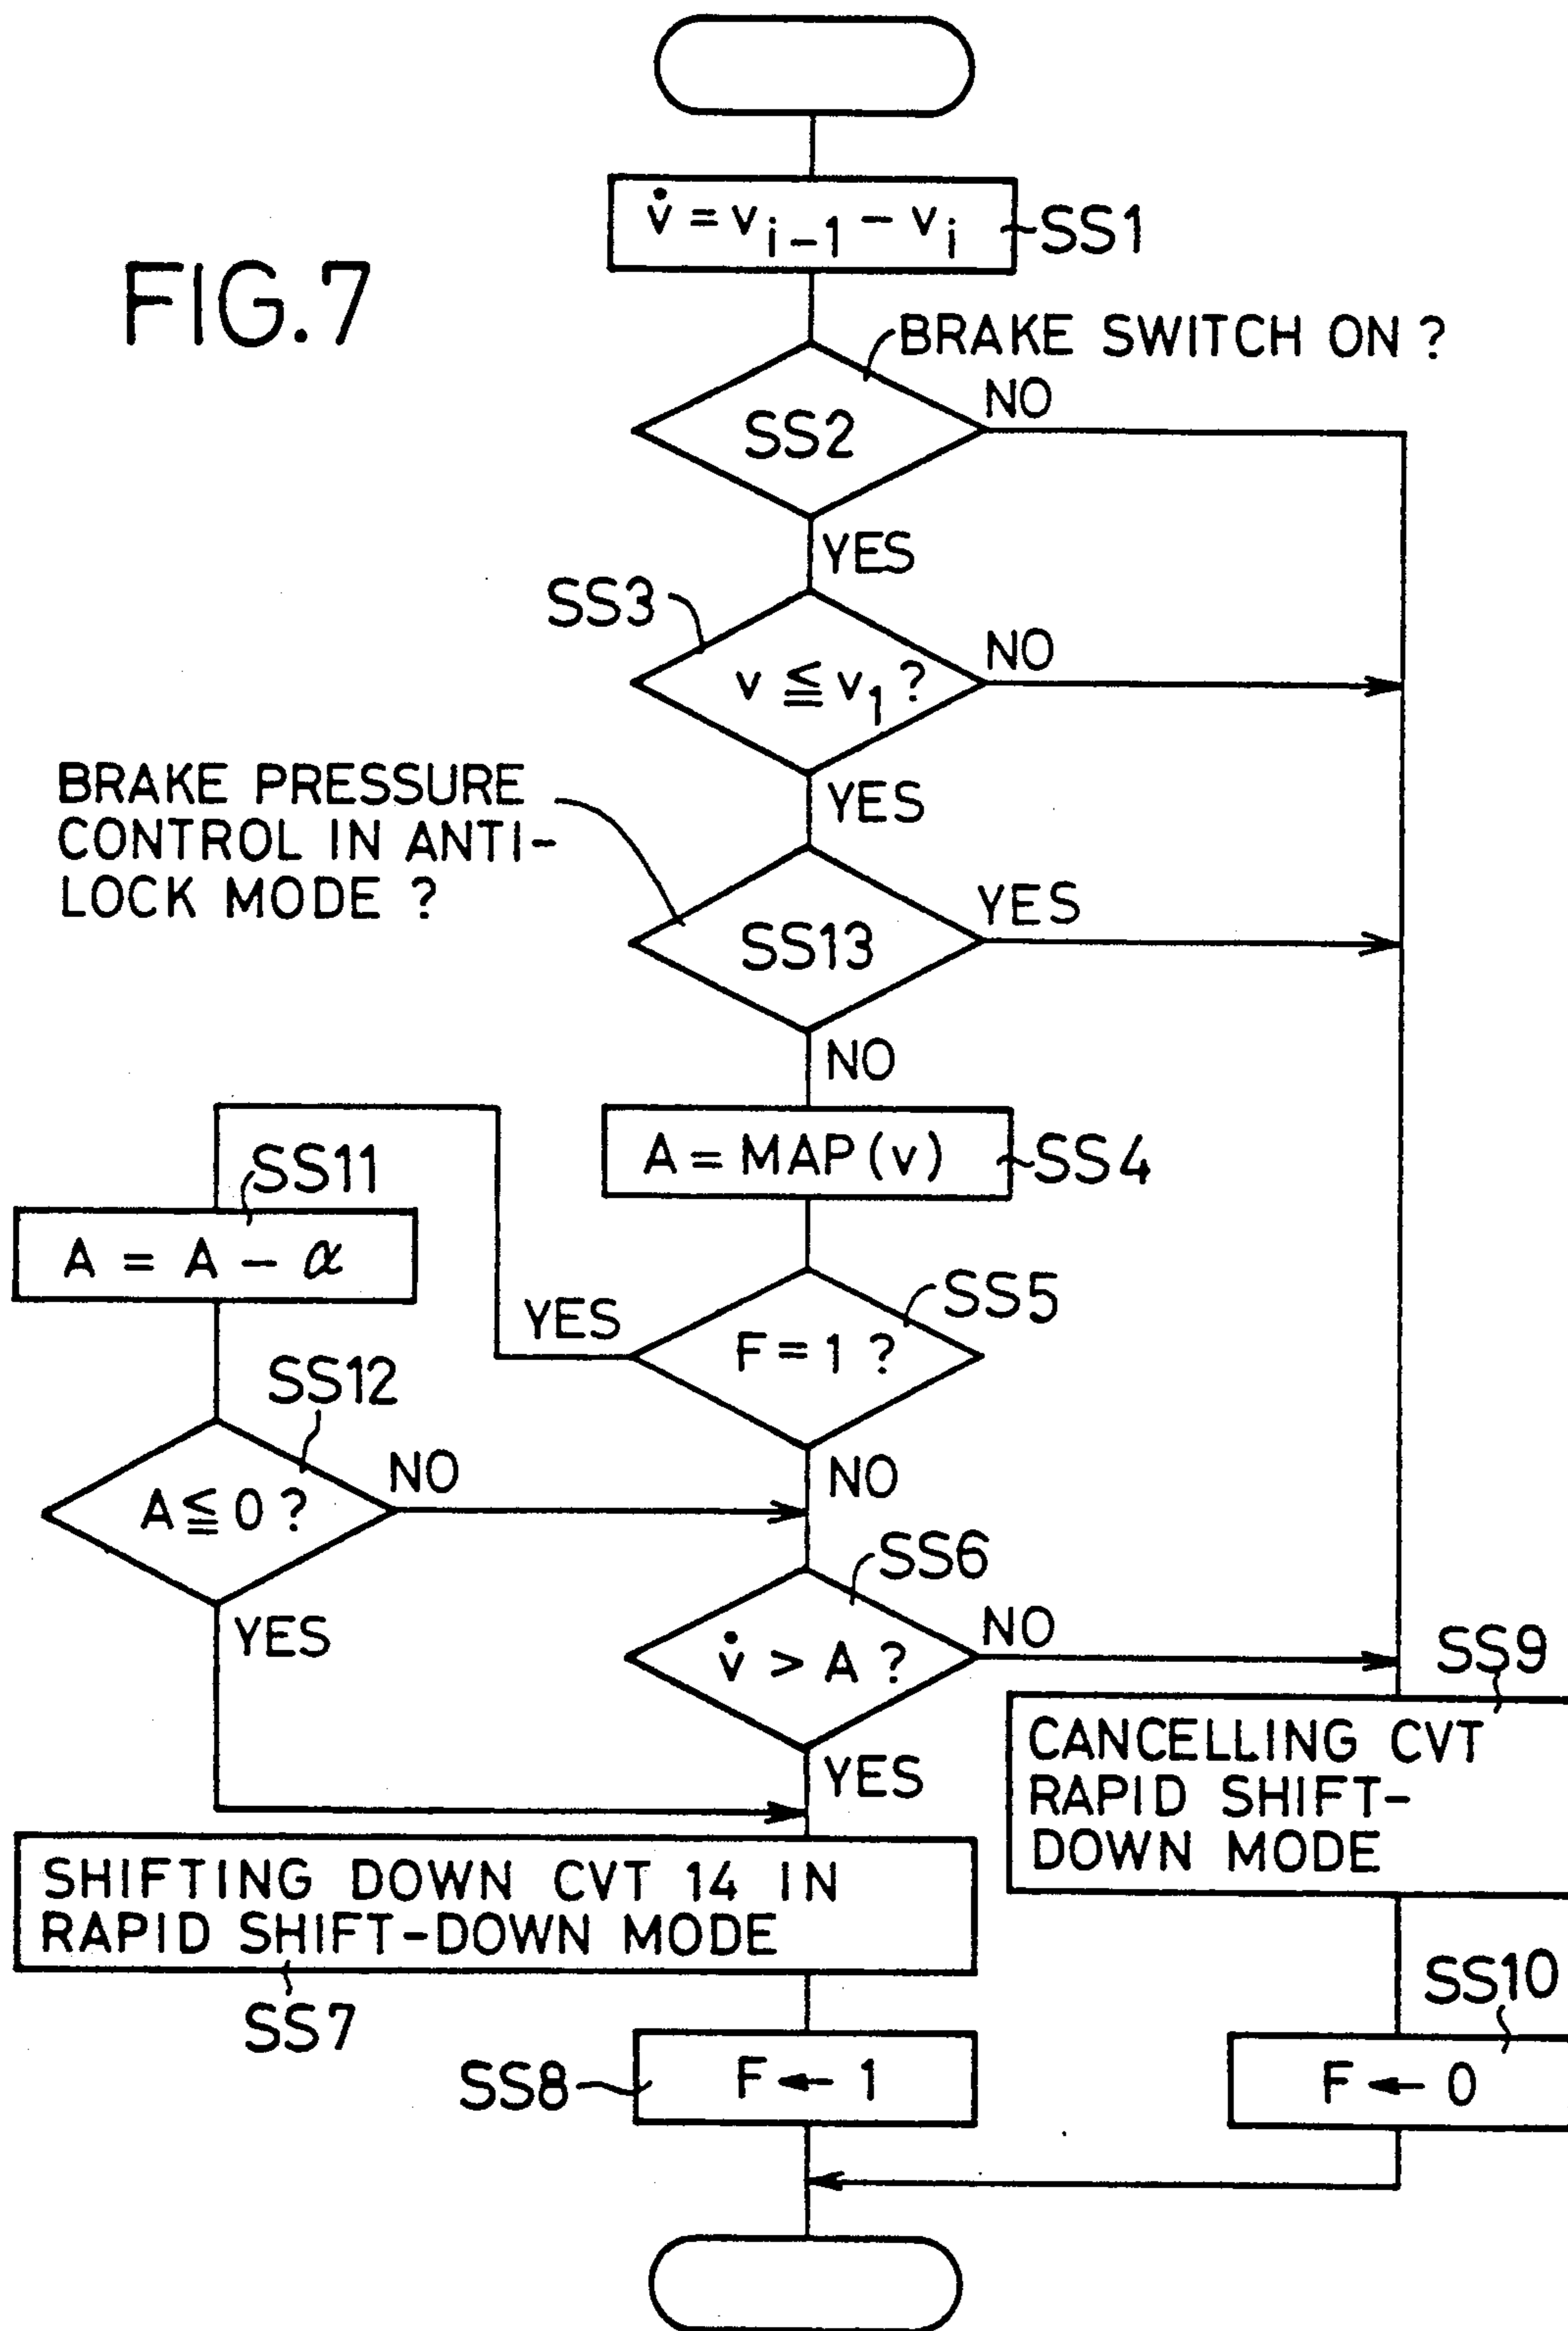 FIG.7
v̇ = v_{i-1} - v_i
SS1
BRAKE SWITCH ON ?
SS2
NO
YES
SS3
v ≦ v_1 ?
NO
YES
BRAKE PRESSURE
CONTROL IN ANTI-
LOCK MODE ?
SS13
YES
NO
A = MAP (v)
SS4
SS11
A = A - α
SS5
F = 1 ?
YES
NO
SS12
A ≦ 0 ?
NO
YES
SS6
v̇ > A ?
NO
YES
SS9
CANCELLING CVT
RAPID SHIFT-
DOWN MODE
SHIFTING DOWN CVT 14 IN
RAPID SHIFT-DOWN MODE
SS7
SS8
F ← 1
SS10
F ← 0